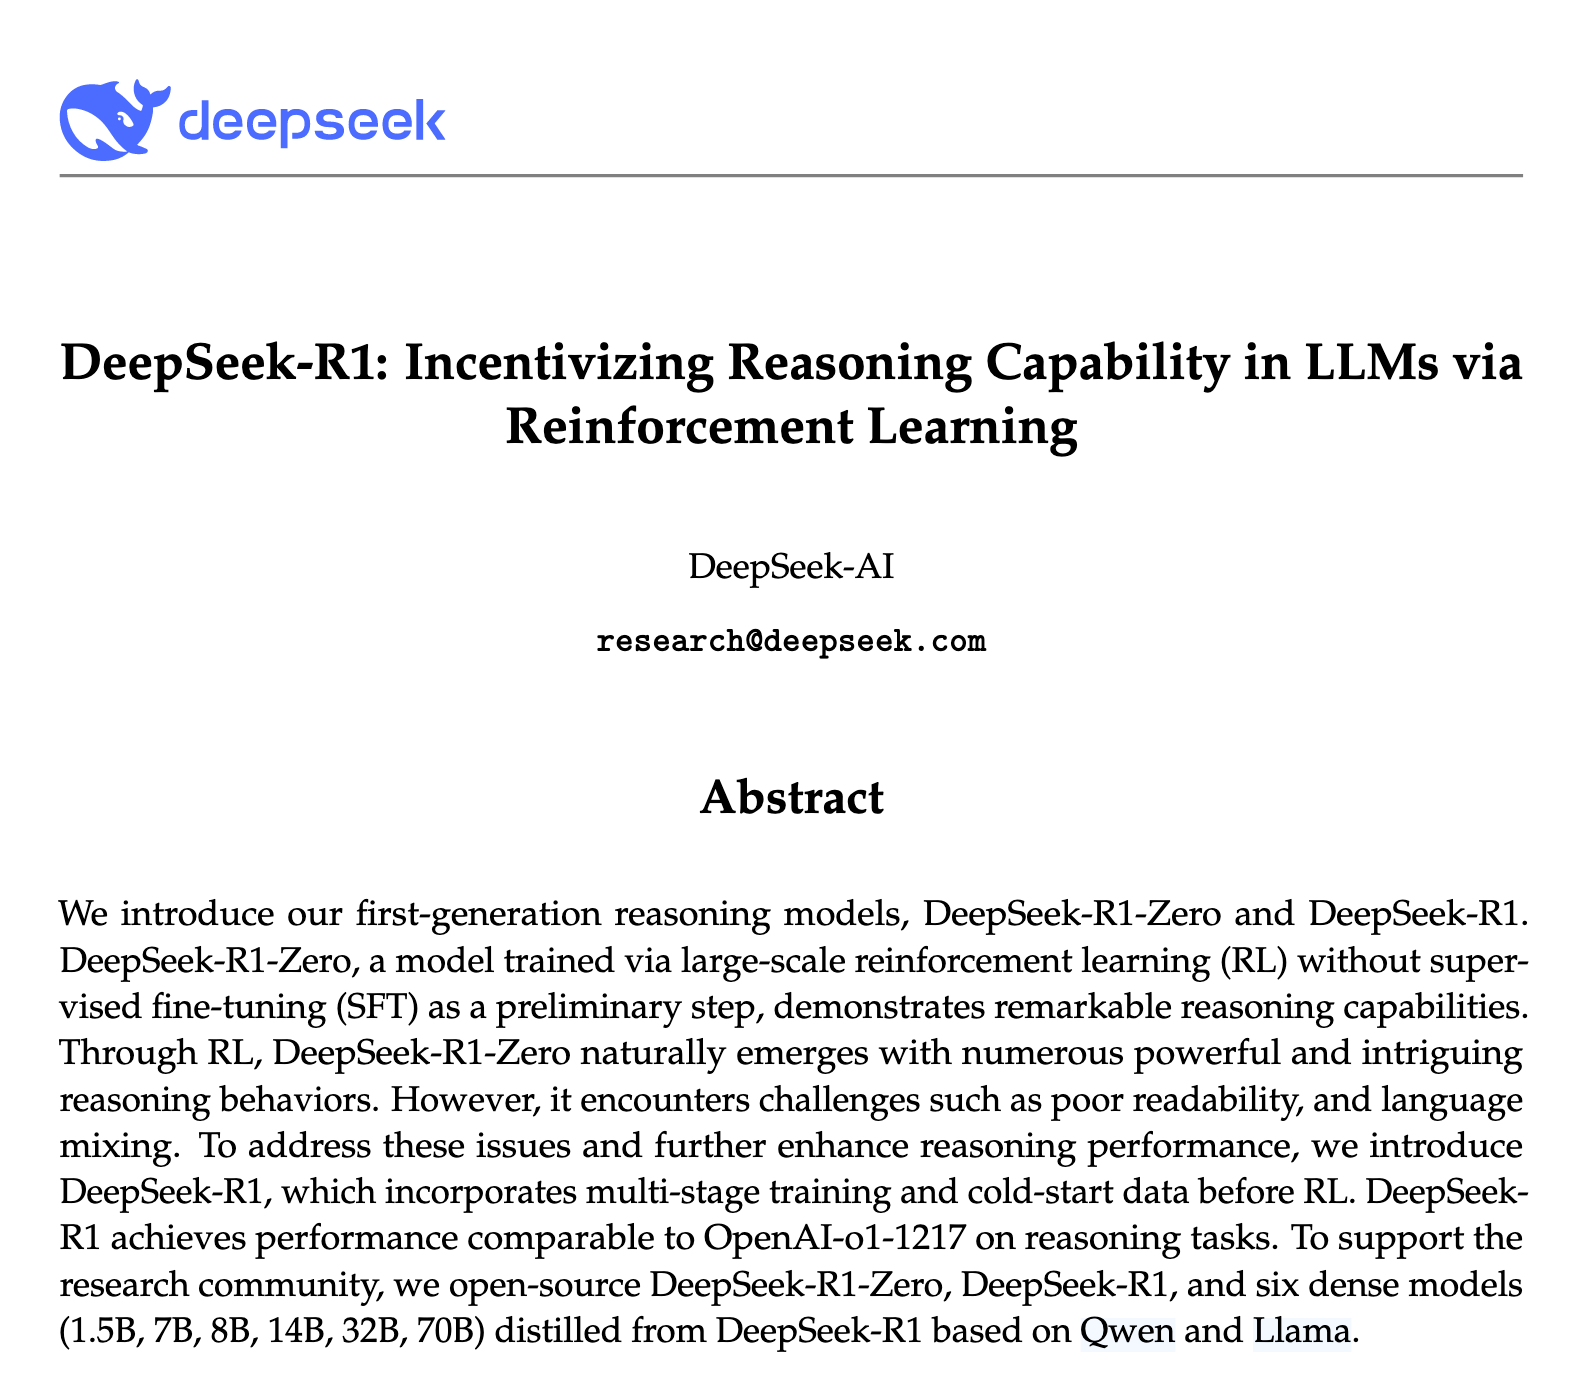 deepseek
DeepSeek-R1: Incentivizing Reasoning Capability in LLMs via
Reinforcement Learning
DeepSeek-AI
research@deepseek.com
Abstract
We introduce our first-generation reasoning models, DeepSeek-R1-Zero and DeepSeek-R1.
DeepSeek-R1-Zero, a model trained via large-scale reinforcement learning (RL) without super-
vised fine-tuning (SFT) as a preliminary step, demonstrates remarkable reasoning capabilities.
Through RL, DeepSeek-R1-Zero naturally emerges with numerous powerful and intriguing
reasoning behaviors. However, it encounters challenges such as poor readability, and language
mixing. To address these issues and further enhance reasoning performance, we introduce
DeepSeek-R1, which incorporates multi-stage training and cold-start data before RL. DeepSeek-
R1 achieves performance comparable to OpenAI-o1-1217 on reasoning tasks. To support the
research community, we open-source DeepSeek-R1-Zero, DeepSeek-R1, and six dense models
(1.5B, 7B, 8B, 14B, 32B, 70B) distilled from DeepSeek-R1 based on Qwen and Llama.